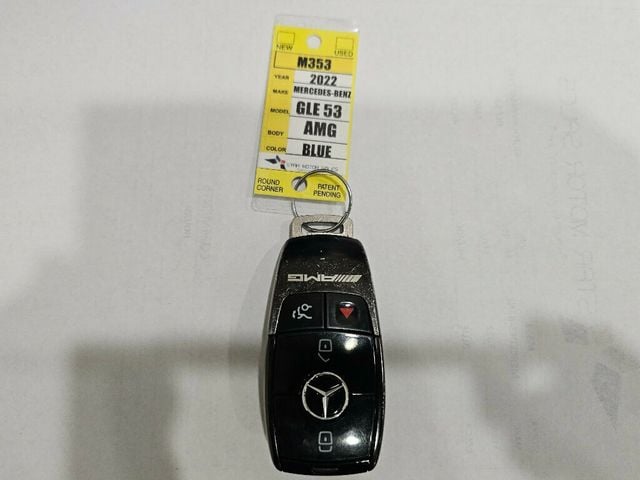 NEW USED
M353
YEAR 2022
MAKE MERCEDES-BENZ
MODEL GLE 53
BODY AMG
COLOR BLUE
ROUND CORNER
PATENT PENDING
AMG